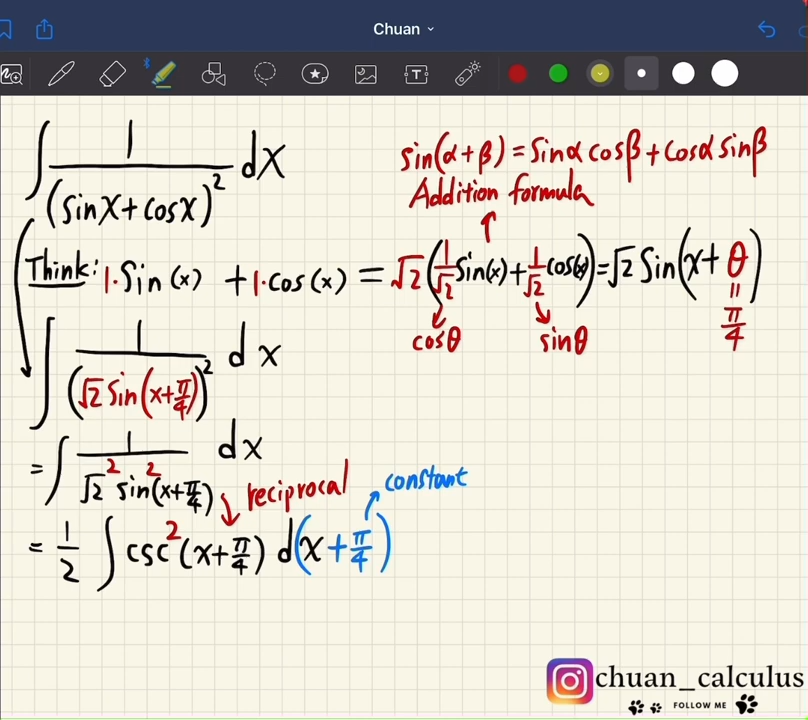 Chuan
∫ 1/(sinx+cosx)² dx
sin(α+β)=sinα cosβ+cosα sinβ
Addition formula
Think: 1·sin(x) + 1·cos(x) = √2(1/√2 sin(x)+1/√2 cos(x))=√2 sin(x+θ)
cosθ
sinθ
= π/4
∫ 1/(√2 sin(x+π/4))² dx
= ∫ 1/(√2² sin²(x+π/4)) dx
reciprocal
constant
= 1/2 ∫ csc²(x+π/4) d(x+π/4)
chuan_calculus
FOLLOW ME